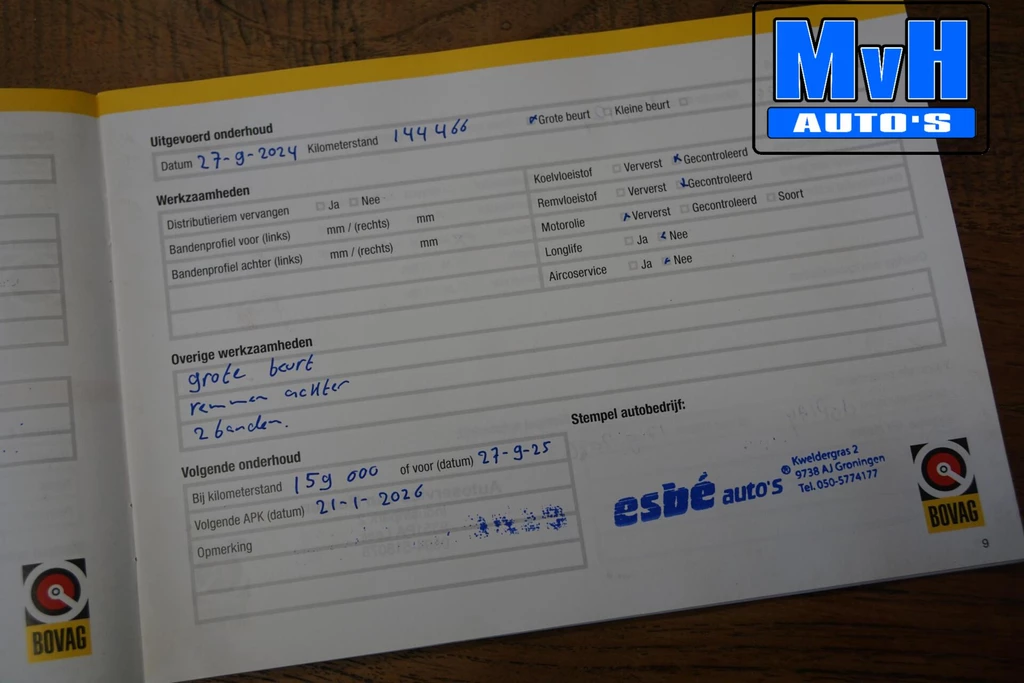 MvH
AUTO'S
Uitgevoerd onderhoud
Datum 27-9-2024 Kilometerstand 144466 Grote beurt Kleine beurt
Werkzaamheden
Distributieriem vervangen Ja Nee
Bandenprofiel voor (links) mm / (rechts) mm
Bandenprofiel achter (links) mm / (rechts) mm
Koelvloeistof Ververst Gecontroleerd
Remvloeistof Ververst Gecontroleerd
Motorolie Ververst Gecontroleerd Soort
Longlife Ja Nee
Aircoservice Ja Nee
Overige werkzaamheden
grote beurt
remmen achter
2 banden.
Volgende onderhoud
Bij kilometerstand 159 000 of voor (datum) 27-9-25
Volgende APK (datum) 21-1-2026
Opmerking
Stempel autobedrijf:
esbé auto's ®
Kweldergras 2
9738 AJ Groningen
Tel. 050-5774177
BOVAG
9
BOVAG